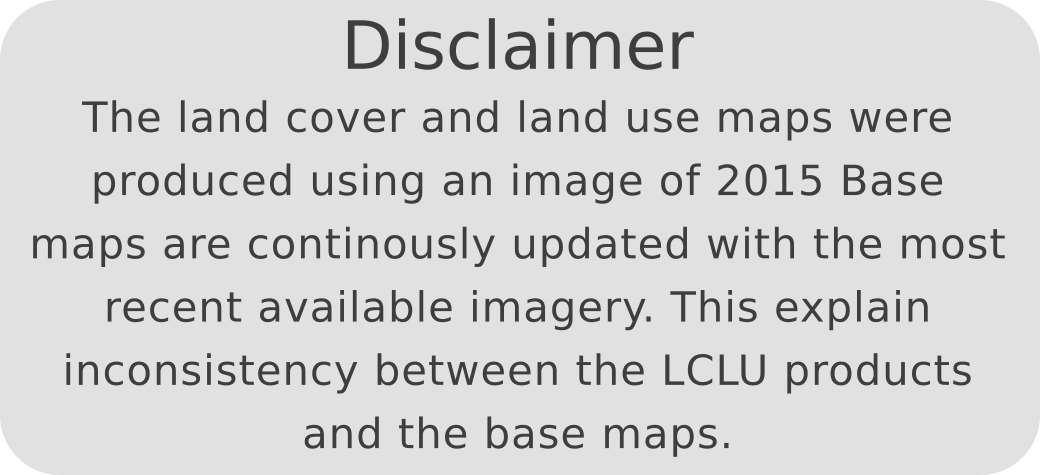 Disclaimer
The land cover and land use maps were
produced using an image of 2015 Base
maps are continously updated with the most
recent available imagery. This explain
inconsistency between the LCLU products
and the base maps.